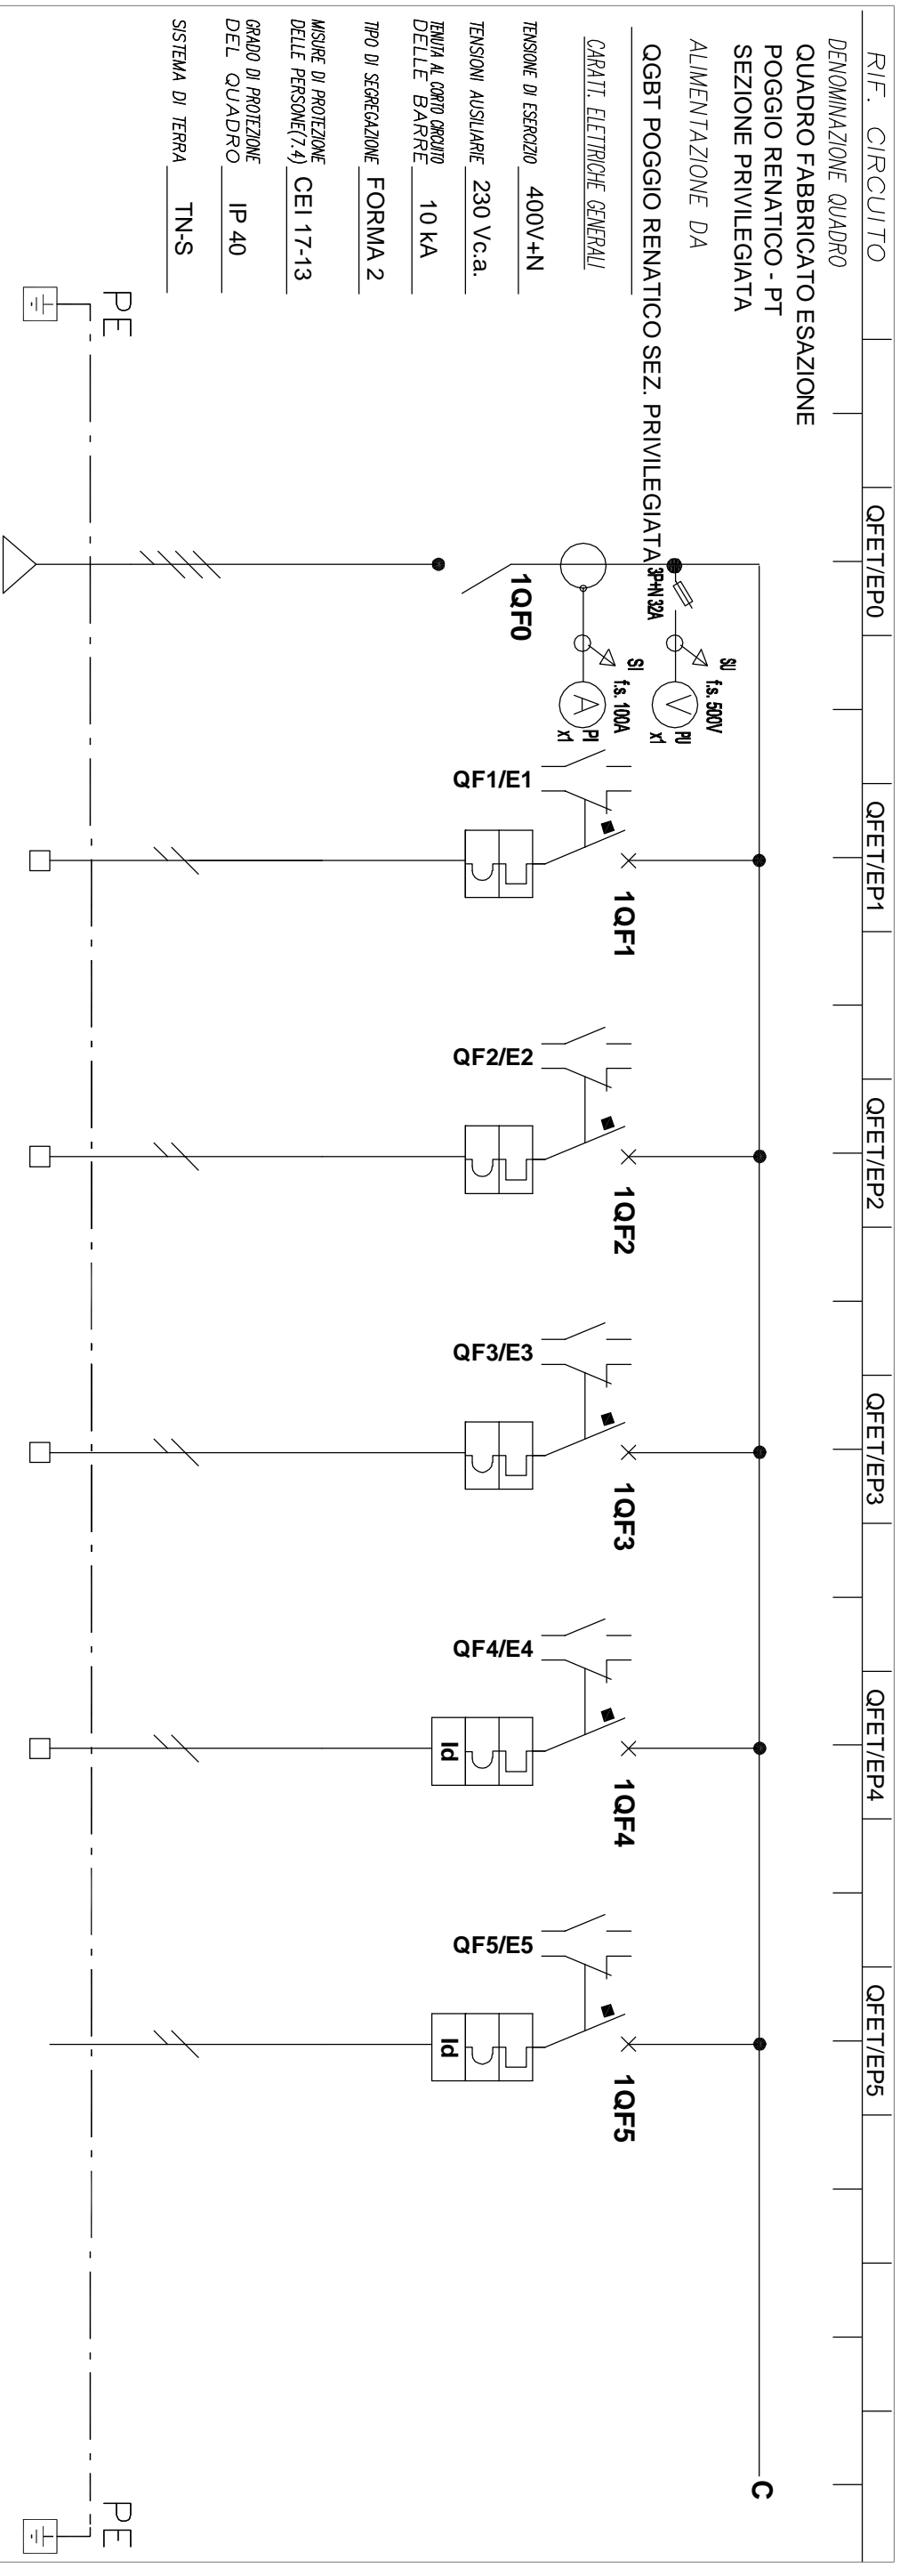 RIF. CIRCUITO
QFET/EP0
QFET/EP1
QFET/EP2
QFET/EP3
QFET/EP4
QFET/EP5
DENOMINAZIONE QUADRO
QUADRO FABBRICATO ESAZIONE
POGGIO RENATICO - PT
SEZIONE PRIVILEGIATA
ALIMENTAZIONE DA
QGBT POGGIO RENATICO SEZ. PRIVILEGIATA
CARATT. ELETTRICHE GENERALI
TENSIONE DI ESERCIZIO
400V+N
TENSIONI AUSILIARIE
230 Vc.a.
TENUTA AL CORTO CIRCUITO
DELLE BARRE
10 kA
TIPO DI SEGREGAZIONE
FORMA 2
MISURE DI PROTEZIONE
DELLE PERSONE(7.4)
CEI 17-13
GRADO DI PROTEZIONE
DEL QUADRO
IP 40
SISTEMA DI TERRA
TN-S
C
3P+N 32A
SU
f.s. 500V
V
PU
x1
SI
f.s. 100A
A
PI
x1
1QF0
1QF1
QF1/E1
1QF2
QF2/E2
1QF3
QF3/E3
1QF4
QF4/E4
Id
1QF5
QF5/E5
Id
PE
PE